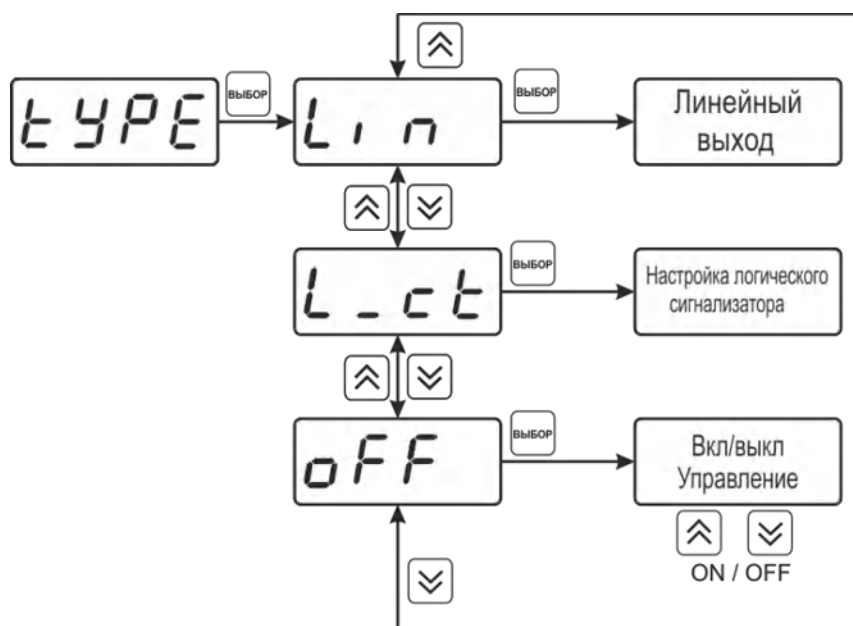 tYPE
ВЫБОР
Lin
ВЫБОР
Линейный
выход
L_ct
ВЫБОР
Настройка логического
сигнализатора
oFF
ВЫБОР
Вкл/выкл
Управление
ON / OFF